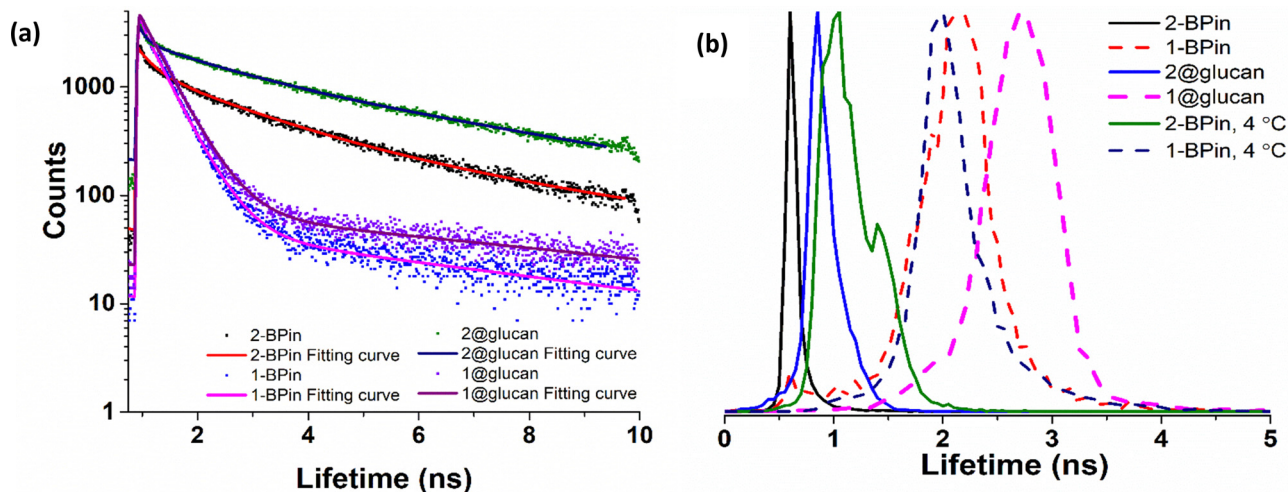 (a)
Counts
1000
100
10
1
2-BPin
2-BPin Fitting curve
1-BPin
1-BPin Fitting curve
2@glucan
2@glucan Fitting curve
1@glucan
1@glucan Fitting curve
2 4 6 8 10
Lifetime (ns)
(b)
2-BPin
1-BPin
2@glucan
1@glucan
2-BPin, 4 °C
1-BPin, 4 °C
0 1 2 3 4 5
Lifetime (ns)